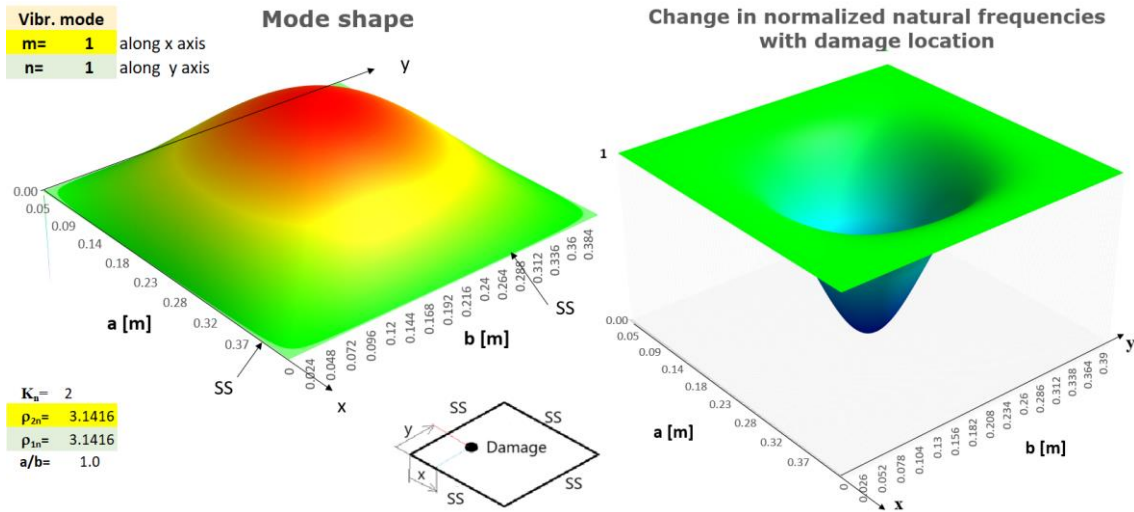 Vibr. mode
m= 1 along x axis
n= 1 along y axis
Mode shape
y
0.00
0.05
0.09
0.14
0.18
0.23
0.28
0.32
0.37
a [m]
0
0.024
0.048
0.072
0.096
0.12
0.144
0.168
0.192
0.216
0.24
0.264
0.288
0.312
0.336
0.36
0.384
b [m]
SS
SS
x
Kₙ= 2
ρ₂ₙ= 3.1416
ρ₁ₙ= 3.1416
a/b= 1.0
SS
SS
y
Damage
x
SS
SS
Change in normalized natural frequencies
with damage location
1
0.00
0.05
0.09
0.14
0.18
0.23
0.28
0.32
0.37
a [m]
0
0.026
0.052
0.078
0.104
0.13
0.156
0.182
0.208
0.234
0.26
0.286
0.312
0.338
0.364
0.39
b [m]
y
x